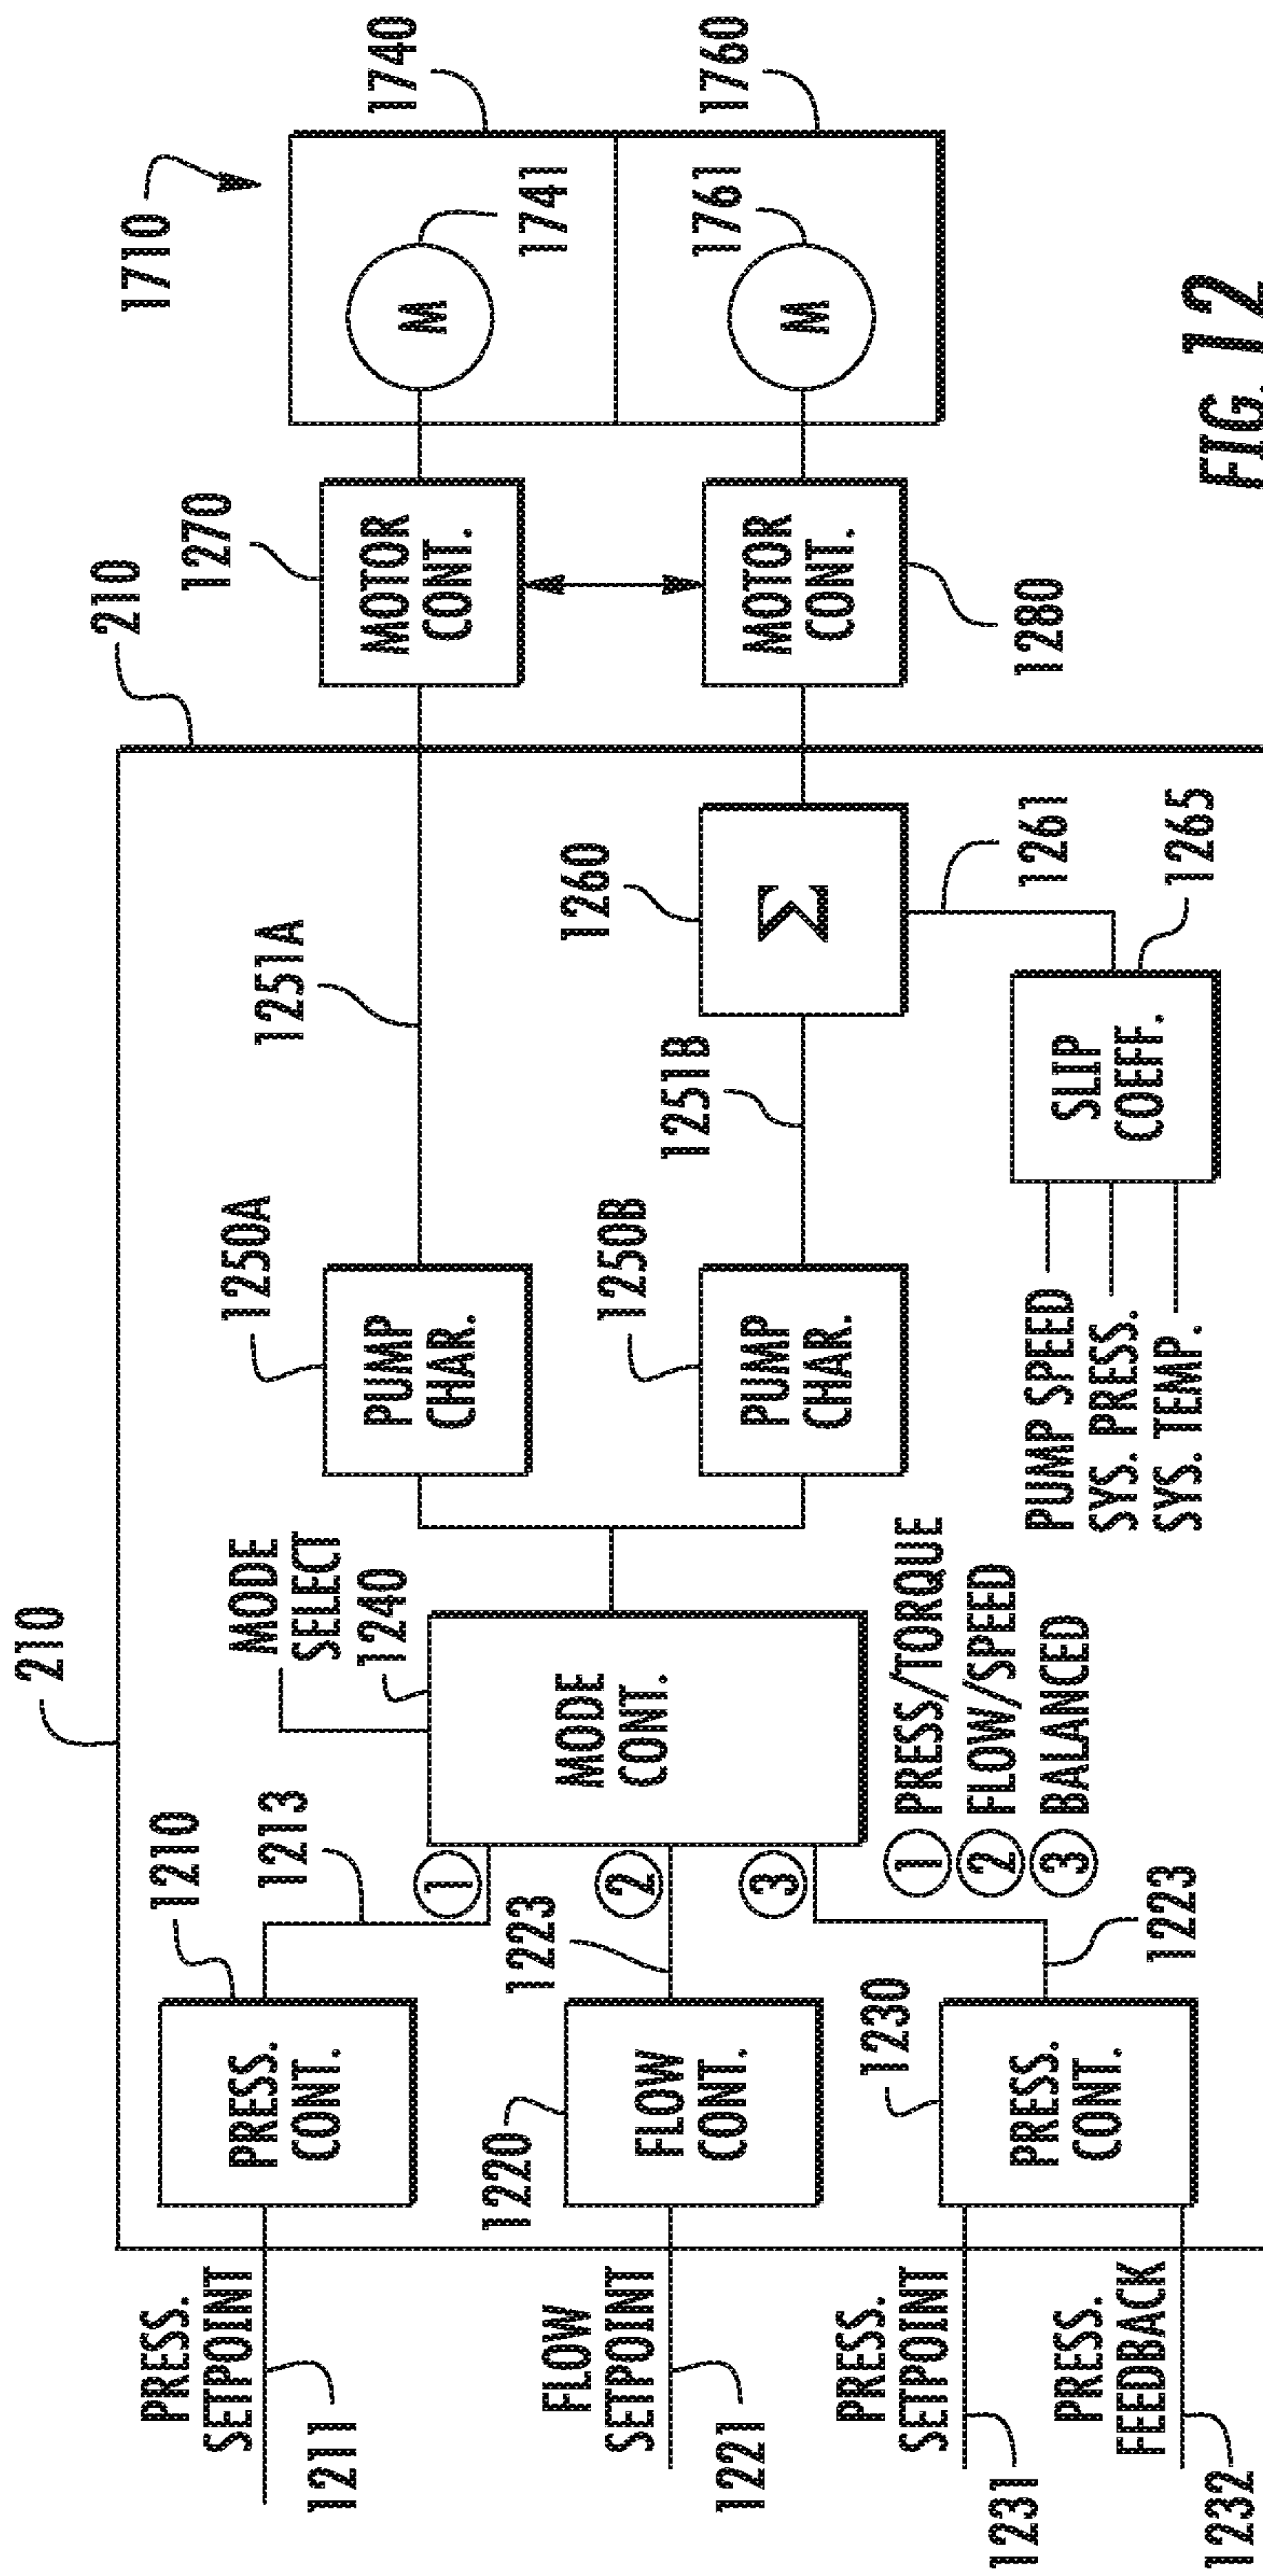 210
210
1710
PRESS.
SETPOINT
1211
1210
PRESS.
CONT.
1213
MODE
SELECT
1240
1250A
PUMP
CHAR.
1251A
1270
MOTOR
CONT.
M
1741
1740
1
FLOW
SETPOINT
1221
1220
FLOW
CONT.
1223
2
MODE
CONT.
3
1250B
PUMP
CHAR.
1251B
1260
Σ
MOTOR
CONT.
1280
M
1761
1760
PRESS.
SETPOINT
1231
PRESS.
FEEDBACK
1232
1230
PRESS.
CONT.
1223
1 PRESS/TORQUE
2 FLOW/SPEED
3 BALANCED
PUMP SPEED
SYS. PRESS.
SYS. TEMP.
SLIP
COEFF.
1261
1265
FIG. 12